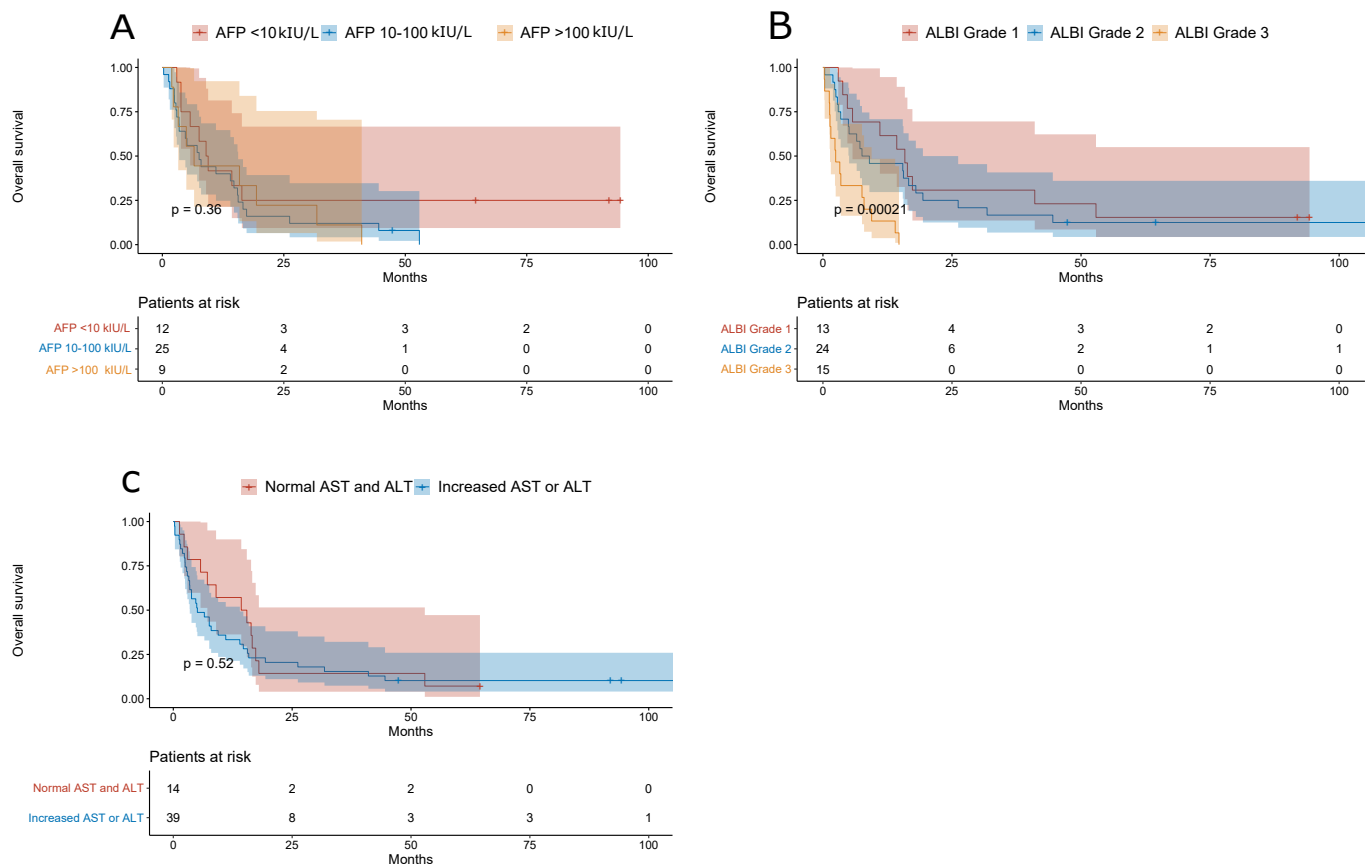 A
AFP <10 kIU/L AFP 10-100 kIU/L AFP >100 kIU/L
1.00
0.75
0.50
0.25
0.00
Overall survival
p = 0.36
0 25 50 75 100
Months
Patients at risk
AFP <10 kIU/L 12 3 3 2 0
AFP 10-100 kIU/L 25 4 1 0 0
AFP >100 kIU/L 9 2 0 0 0
0 25 50 75 100
Months
B
ALBI Grade 1 ALBI Grade 2 ALBI Grade 3
1.00
0.75
0.50
0.25
0.00
Overall survival
p = 0.00021
0 25 50 75 100
Months
Patients at risk
ALBI Grade 1 13 4 3 2 0
ALBI Grade 2 24 6 2 1 1
ALBI Grade 3 15 0 0 0 0
0 25 50 75 100
Months
C
Normal AST and ALT Increased AST or ALT
1.00
0.75
0.50
0.25
0.00
Overall survival
p = 0.52
0 25 50 75 100
Months
Patients at risk
Normal AST and ALT 14 2 2 0 0
Increased AST or ALT 39 8 3 3 1
0 25 50 75 100
Months